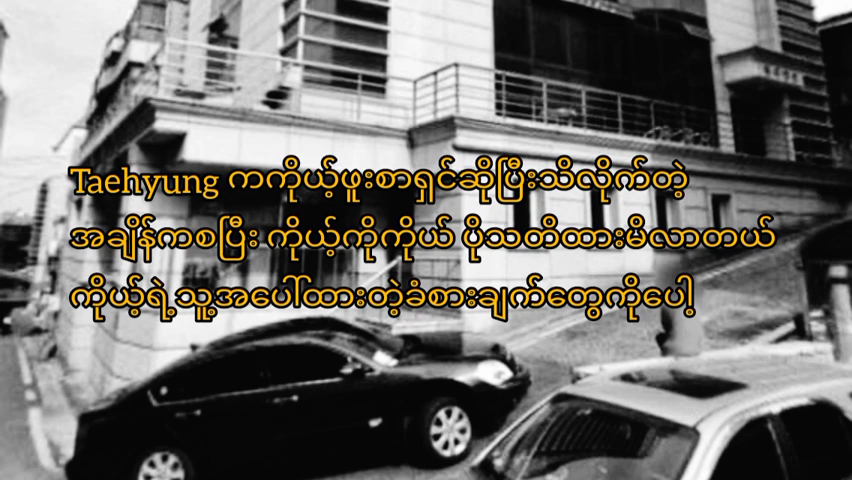 Taehyung ကကိုယ့်ဖူးစာရှင်ဆိုပြီးသိလိုက်တဲ့
အချိန်ကစပြီး ကိုယ့်ကိုကိုယ် ပိုသတိထားမိလာတယ်
ကိုယ့်ရဲ့သူ့အပေါ်ထားတဲ့ခံစားချက်တွေကိုပေါ့